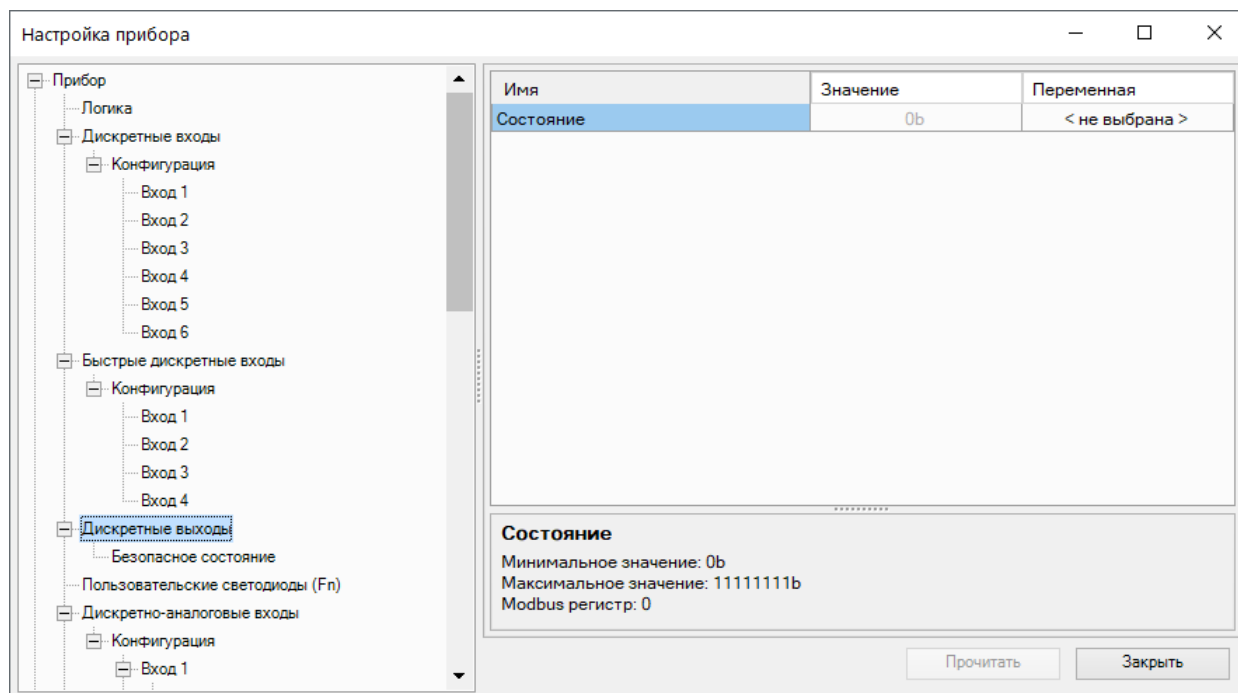 Настройка прибора
Прибор
Логика
Дискретные входы
Конфигурация
Вход 1
Вход 2
Вход 3
Вход 4
Вход 5
Вход 6
Быстрые дискретные входы
Конфигурация
Вход 1
Вход 2
Вход 3
Вход 4
Дискретные выходы
Безопасное состояние
Пользовательские светодиоды (Fn)
Дискретно-аналоговые входы
Конфигурация
Вход 1
Имя Значение Переменная
Состояние 0b < не выбрана >
Состояние
Минимальное значение: 0b
Максимальное значение: 11111111b
Modbus регистр: 0
Прочитать Закрыть